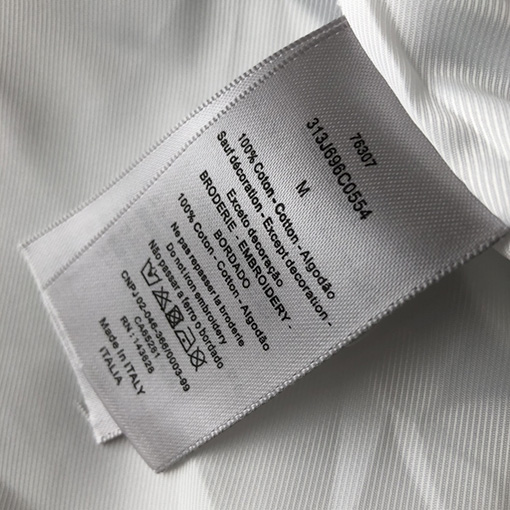 76307
313J696C0554
M
100% Coton - Cotton - Algodão
Sauf décoration - Except decoration -
Exceto decoração
BRODERIE - EMBROIDERY -
BORDADO
100% Coton - Cotton - Algodão
Ne pas repasser la broderie
Do not iron embroidery
Não passar a ferro o bordado
CNPJ 02-046-366/0003-99
CA65281
RN : 143628
Made in ITALY
ITALIA